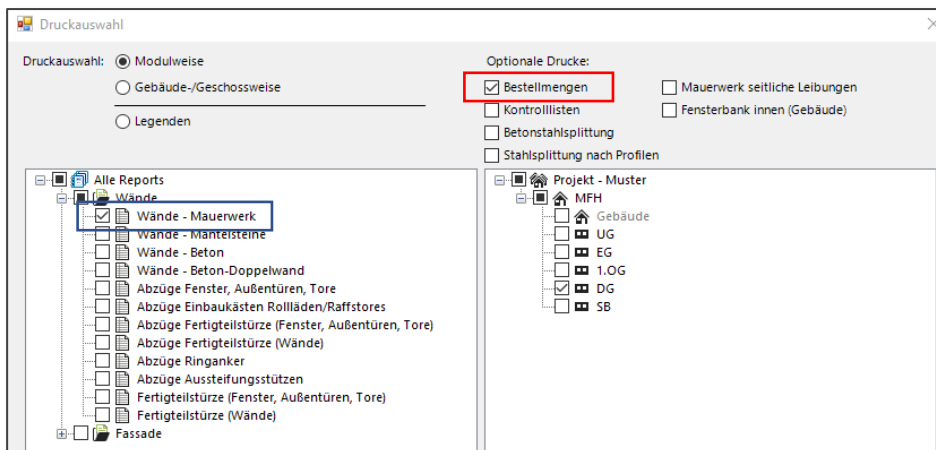 Druckauswahl
Druckauswahl: Modulweise
Gebäude-/Geschossweise
Legenden
Optionale Drucke:
Bestellmengen
Kontrolllisten
Betonstahlsplittung
Stahlsplittung nach Profilen
Mauerwerk seitliche Leibungen
Fensterbank innen (Gebäude)
Alle Reports
Wände
Wände - Mauerwerk
Wände - Mantelsteine
Wände - Beton
Wände - Beton-Doppelwand
Abzüge Fenster, Außentüren, Tore
Abzüge Einbaukästen Rollläden/Raffstores
Abzüge Fertigteilstürze (Fenster, Außentüren, Tore)
Abzüge Fertigteilstürze (Wände)
Abzüge Ringanker
Abzüge Aussteifungsstützen
Fertigteilstürze (Fenster, Außentüren, Tore)
Fertigteilstürze (Wände)
Fassade
Projekt - Muster
MFH
Gebäude
UG
EG
1.OG
DG
SB